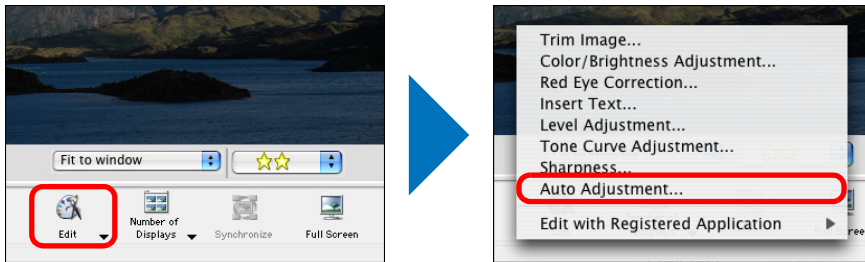 Fit to window
Edit
Number of
Displays
Synchronize
Full Screen
Trim Image...
Color/Brightness Adjustment...
Red Eye Correction...
Insert Text...
Level Adjustment...
Tone Curve Adjustment...
Sharpness...
Auto Adjustment...
Edit with Registered Application